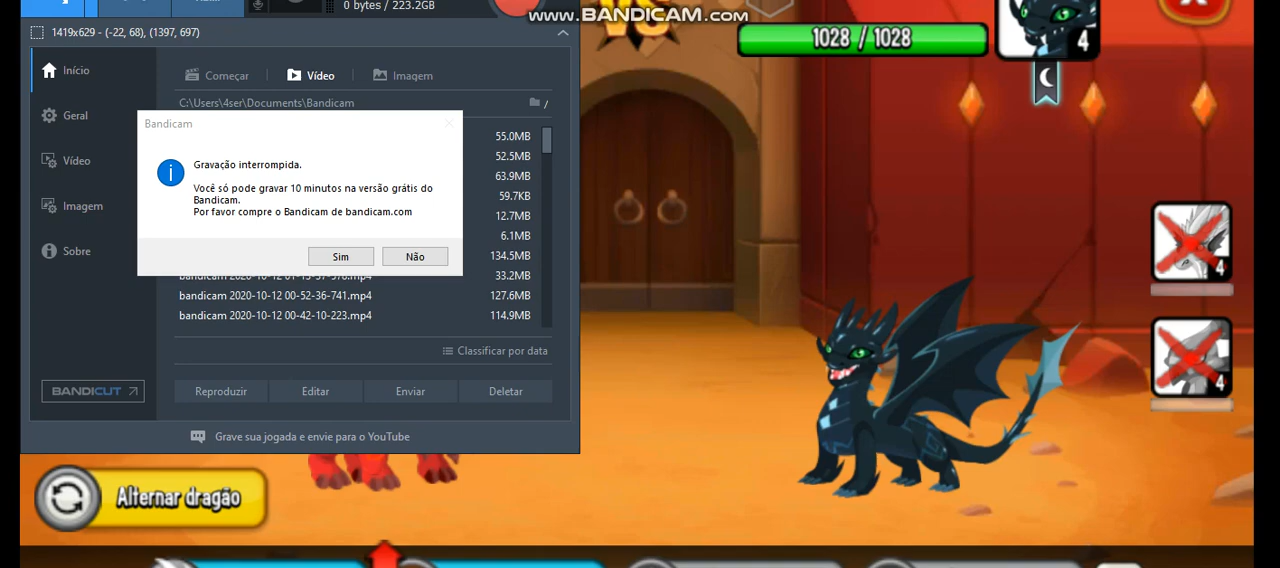 0 bytes / 223.2GB
www.BANDICAM.com
1419x629 - (-22, 68), (1397, 697)
1028 / 1028
4
Início
Começar
Vídeo
Imagem
C:\Users\4ser\Documents\Bandicam
/
Geral
Bandicam
55.0MB
Vídeo
Gravação interrompida.
52.5MB
63.9MB
Você só pode gravar 10 minutos na versão grátis do
Bandicam.
59.7KB
Imagem
Por favor compre o Bandicam de bandicam.com
12.7MB
6.1MB
Sobre
Sim
Não
134.5MB
4
33.2MB
bandicam 2020-10-12 00-52-36-741.mp4
127.6MB
bandicam 2020-10-12 00-42-10-223.mp4
114.9MB
Classificar por data
4
BANDICUT
Reproduzir
Editar
Enviar
Deletar
Grave sua jogada e envie para o YouTube
Alternar dragão